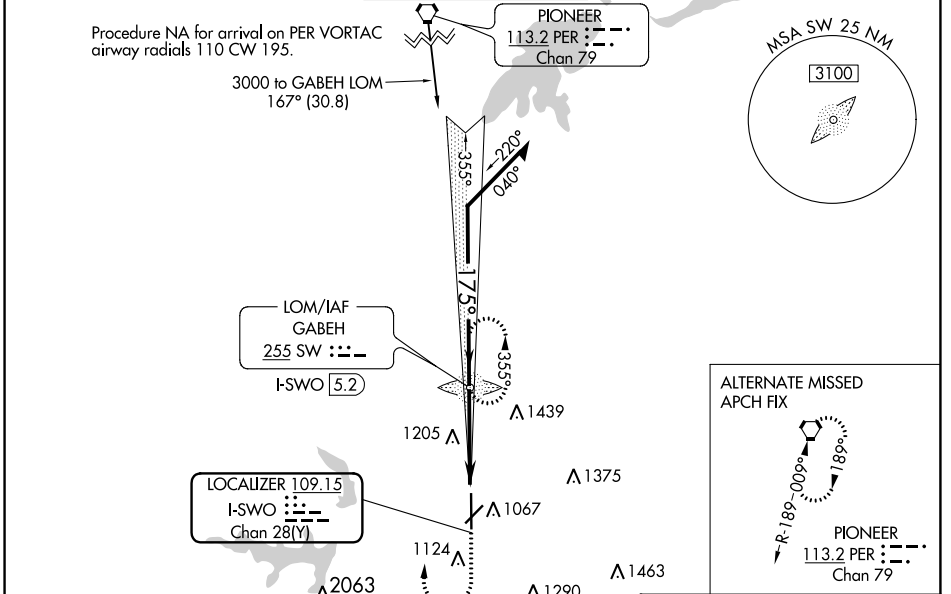 Procedure NA for arrival on PER VORTAC
airway radials 110 CW 195.
PIONEER
113.2 PER
Chan 79
3000 to GABEH LOM
167° (30.8)
MSA SW 25 NM
3100
355°
220°
040°
175°
LOM/IAF
GABEH
255 SW
I-SWO 5.2
355°
1439
1205
1375
LOCALIZER 109.15
I-SWO
Chan 28(Y)
1067
1124
1463
2063
1290
ALTERNATE MISSED
APCH FIX
R-189
009°
189°
PIONEER
113.2 PER
Chan 79